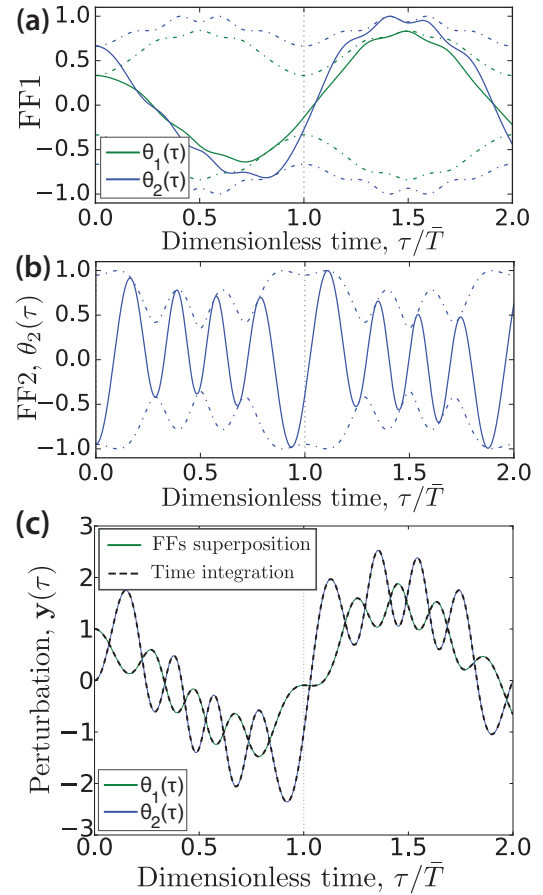 (a)
FF1
1.0
0.5
0.0
−0.5
−1.0
θ₁(τ)
θ₂(τ)
0.0 0.5 1.0 1.5 2.0
Dimensionless time, τ/T̄
(b)
FF2, θ₂(τ)
1.0
0.5
0.0
−0.5
−1.0
0.0 0.5 1.0 1.5 2.0
Dimensionless time, τ/T̄
(c)
Perturbation, y(τ)
3
2
1
0
−1
−2
−3
FFs superposition
Time integration
θ₁(τ)
θ₂(τ)
0.0 0.5 1.0 1.5 2.0
Dimensionless time, τ/T̄